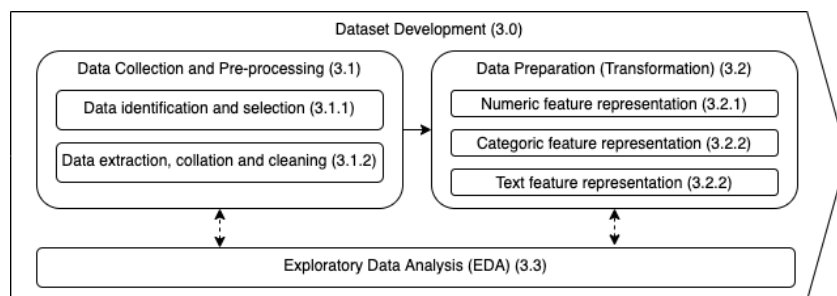 Dataset Development (3.0)
Data Collection and Pre-processing (3.1)
Data identification and selection (3.1.1)
Data extraction, collation and cleaning (3.1.2)
Data Preparation (Transformation) (3.2)
Numeric feature representation (3.2.1)
Categoric feature representation (3.2.2)
Text feature representation (3.2.2)
Exploratory Data Analysis (EDA) (3.3)